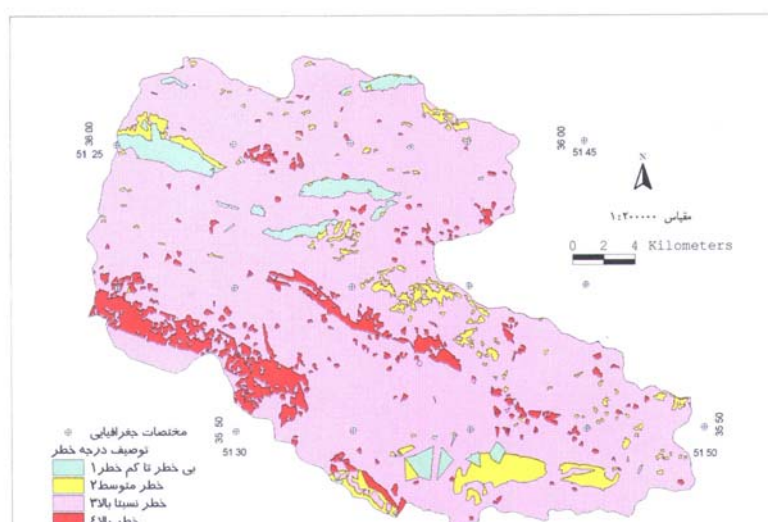 36 00
51 25
36 00
51 45
N
مقیاس ۱:۲۰۰۰۰۰
0 2 4 Kilometers
35 50
51 30
35 50
51 50
مختصات جغرافیایی
توصیف درجه خطر
بی خطر تا کم خطر۱
خطر متوسط۲
خطر نسبتا بالا۳
خطر بالا٤